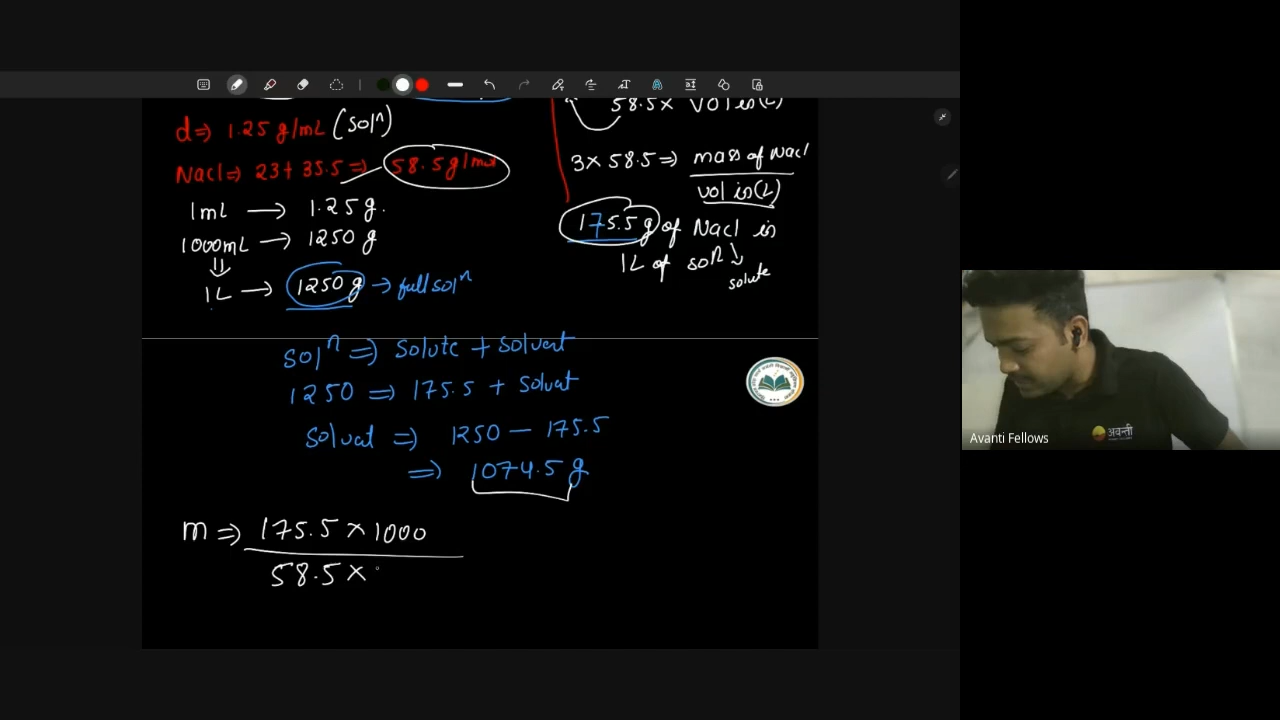 58.5 × Vol in(L)
d⇒ 1.25 g/mL (solⁿ)
Nacl⇒ 23+ 35.5 ⇒ 58.5 g/mol
3 × 58.5 ⇒ mass of Nacl
vol in(L)
1mL → 1.25 g.
1000mL → 1250 g
⇓
1L → 1250 g → full solⁿ
175.5 g of Nacl in
1L of solⁿ
solute
solⁿ ⇒ solute + solvent
1250 ⇒ 175.5 + solvent
solvent ⇒ 1250 − 175.5
⇒ 1074.5 g
m ⇒ 175.5 × 1000
58.5 ×
Avanti Fellows
अवन्ती